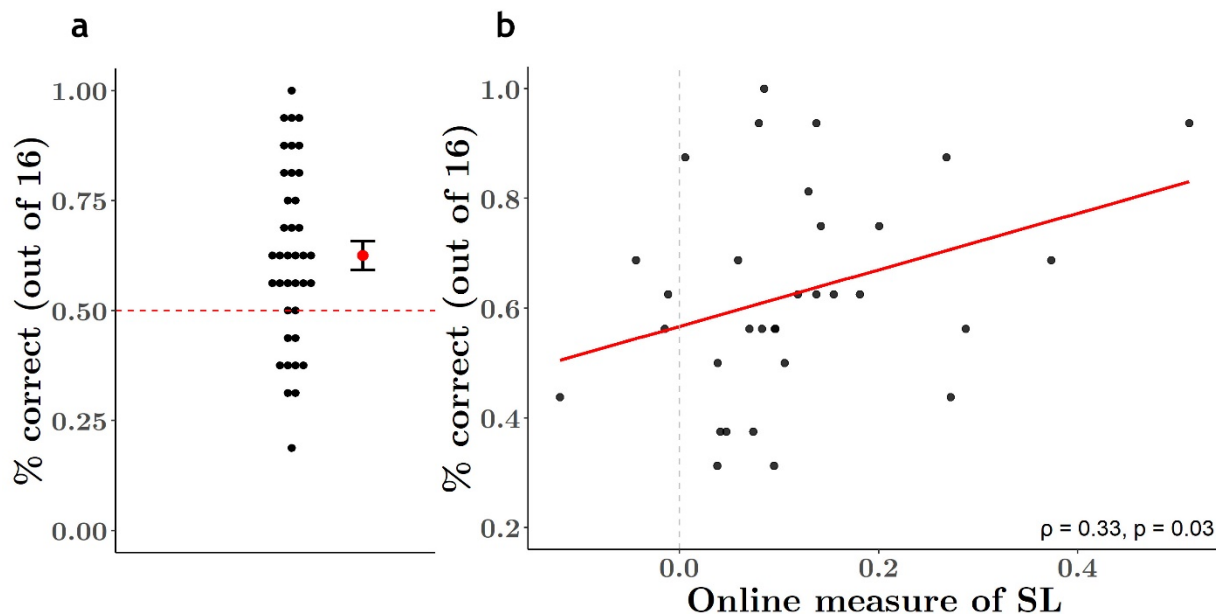 a
% correct (out of 16)
1.00
0.75
0.50
0.25
0.00
b
% correct (out of 16)
1.0
0.8
0.6
0.4
0.2
ρ = 0.33, p = 0.03
0.0 0.2 0.4
Online measure of SL